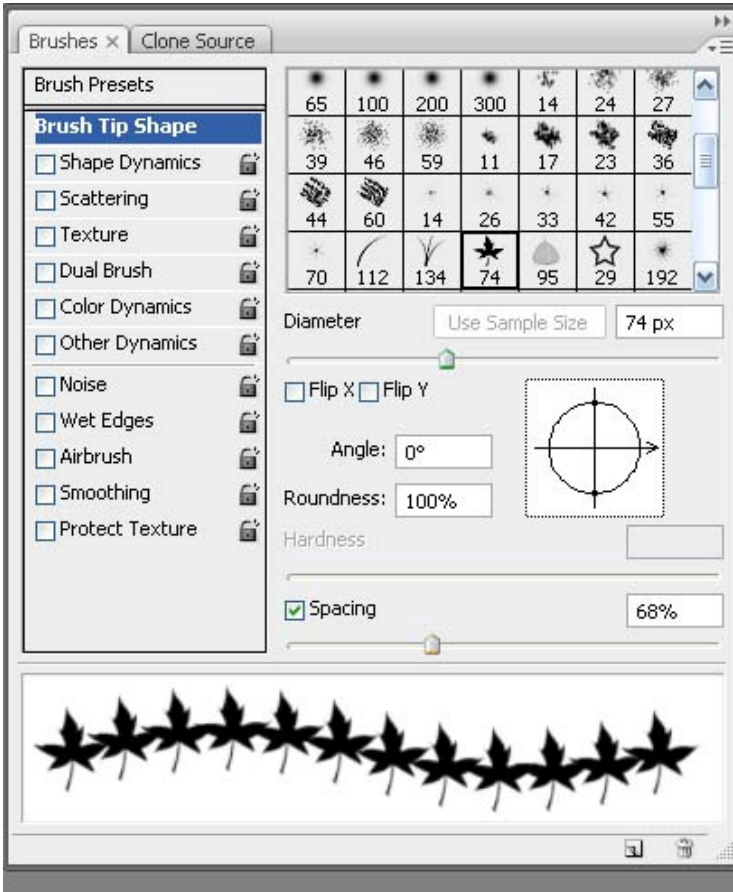 Brushes × Clone Source
Brush Presets
Brush Tip Shape
Shape Dynamics
Scattering
Texture
Dual Brush
Color Dynamics
Other Dynamics
Noise
Wet Edges
Airbrush
Smoothing
Protect Texture
65 100 200 300 14 24 27
39 46 59 11 17 23 36
44 60 14 26 33 42 55
70 112 134 74 95 29 192
Diameter Use Sample Size 74 px
Flip X Flip Y
Angle: 0°
Roundness: 100%
Hardness
Spacing 68%